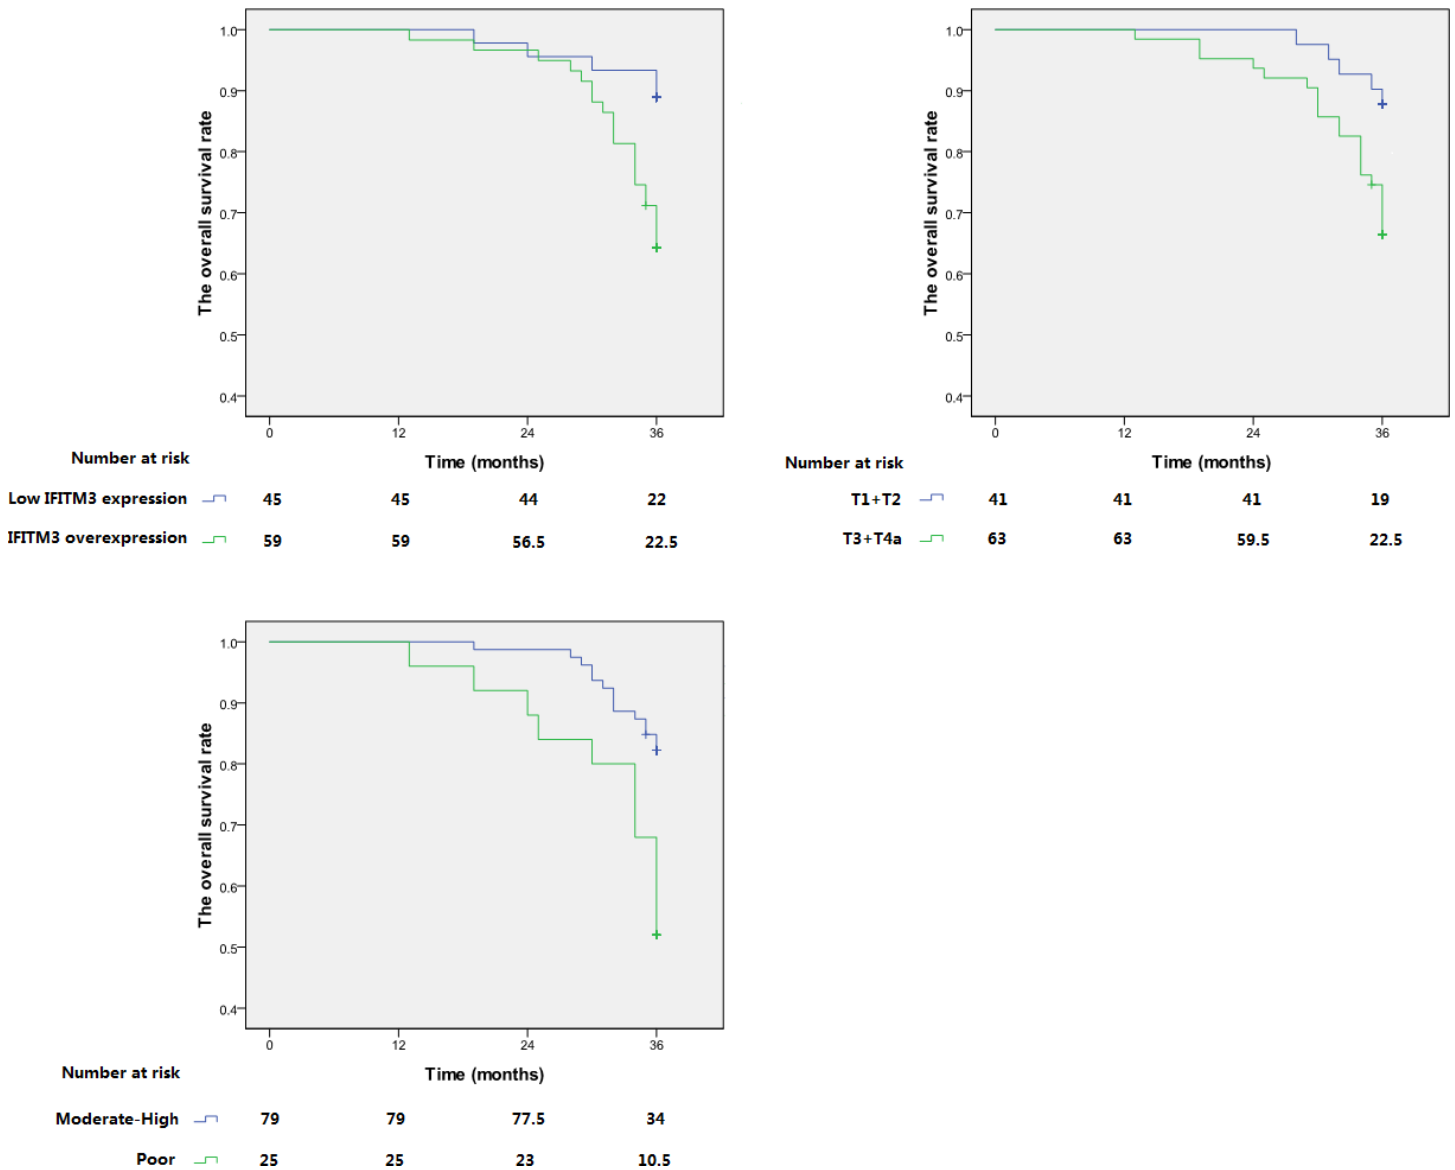 The overall survival rate
1.0
0.9
0.8
0.7
0.6
0.5
0.4
0 12 24 36
Time (months)
Number at risk
Low IFITM3 expression 45 45 44 22
IFITM3 overexpression 59 59 56.5 22.5
The overall survival rate
1.0
0.9
0.8
0.7
0.6
0.5
0.4
0 12 24 36
Time (months)
Number at risk
T1+T2 41 41 41 19
T3+T4a 63 63 59.5 22.5
The overall survival rate
1.0
0.9
0.8
0.7
0.6
0.5
0.4
0 12 24 36
Time (months)
Number at risk
Moderate-High 79 79 77.5 34
Poor 25 25 23 10.5